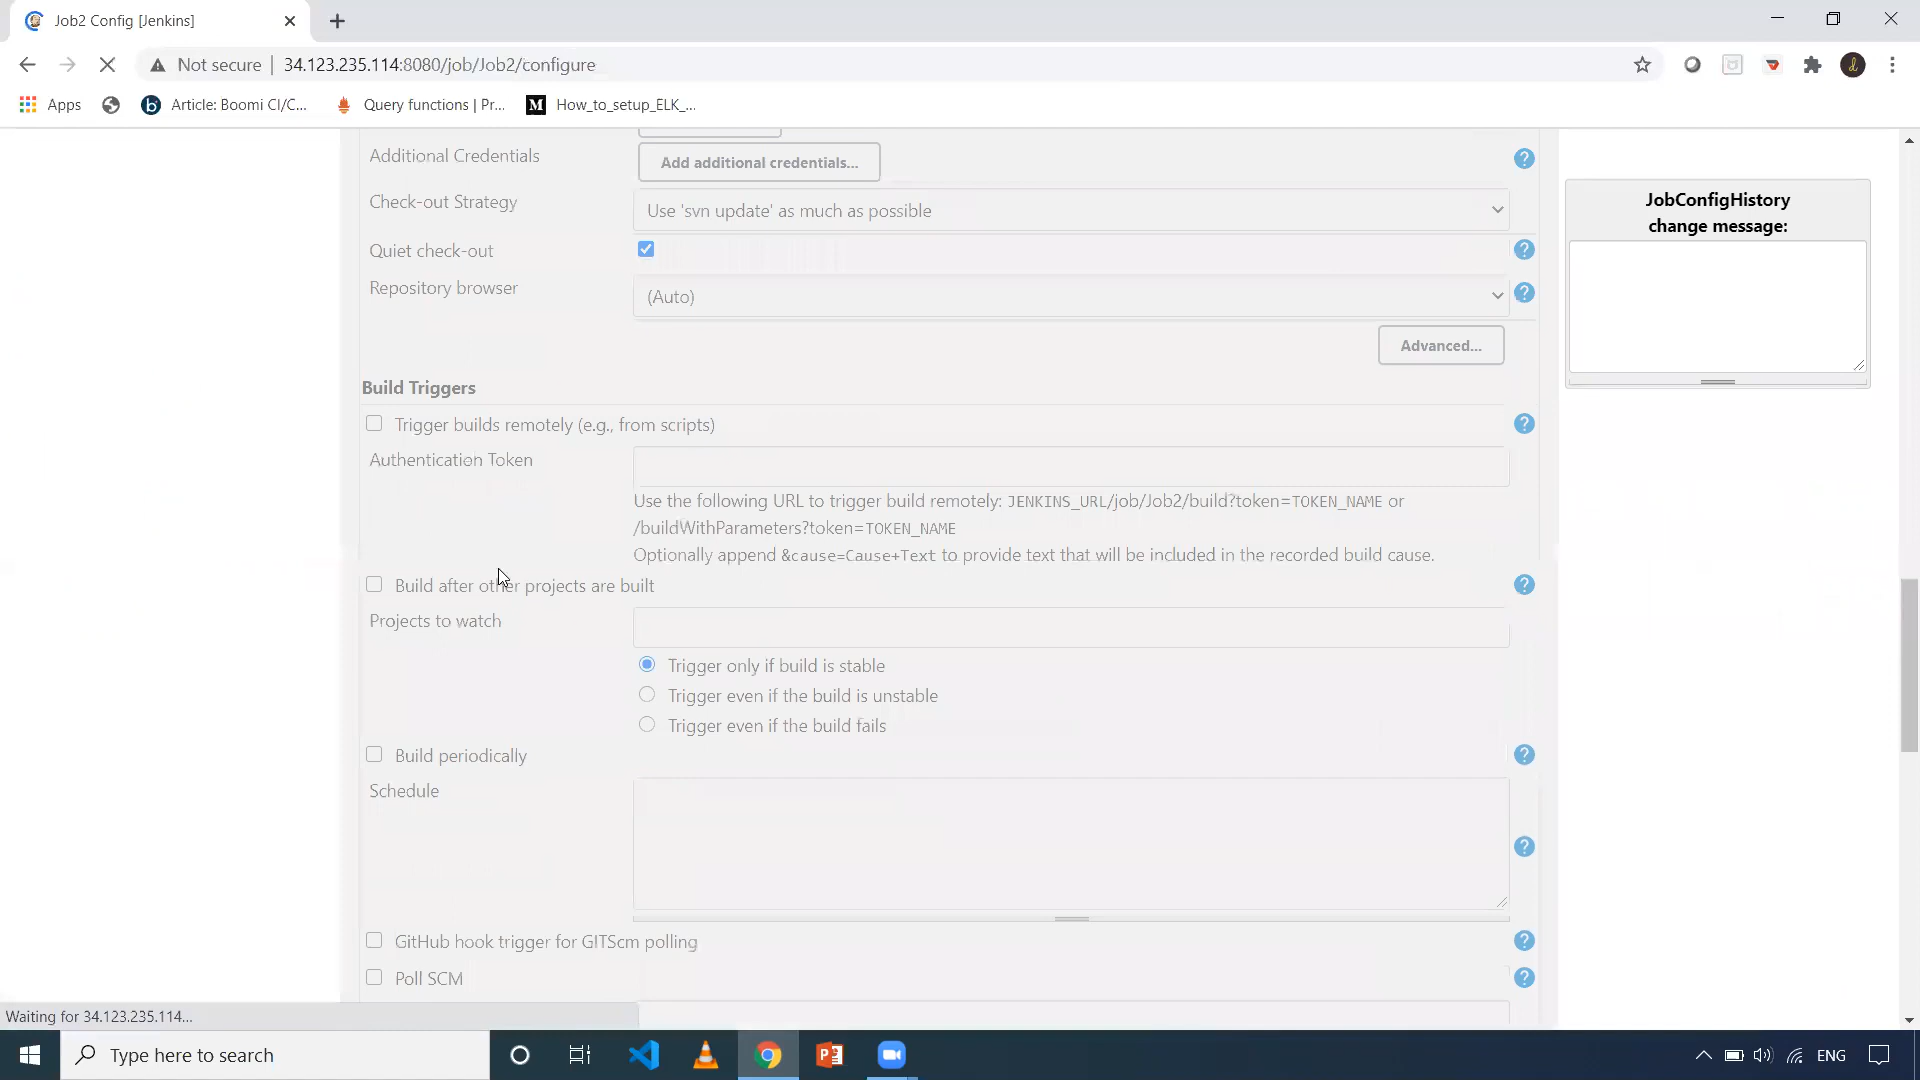 Job2 Config [Jenkins]
Not secure | 34.123.235.114:8080/job/Job2/configure
Apps Article: Boomi CI/C... Query functions | Pr... How_to_setup_ELK_...
Additional Credentials
Add additional credentials...
Check-out Strategy
Use 'svn update' as much as possible
Quiet check-out
Repository browser
(Auto)
Advanced...
JobConfigHistory
change message:
Build Triggers
Trigger builds remotely (e.g., from scripts)
Authentication Token
Use the following URL to trigger build remotely: JENKINS_URL/job/Job2/build?token=TOKEN_NAME or
/buildWithParameters?token=TOKEN_NAME
Optionally append &cause=Cause+Text to provide text that will be included in the recorded build cause.
Build after other projects are built
Projects to watch
Trigger only if build is stable
Trigger even if the build is unstable
Trigger even if the build fails
Build periodically
Schedule
GitHub hook trigger for GITScm polling
Poll SCM
Waiting for 34.123.235.114...
Type here to search
ENG